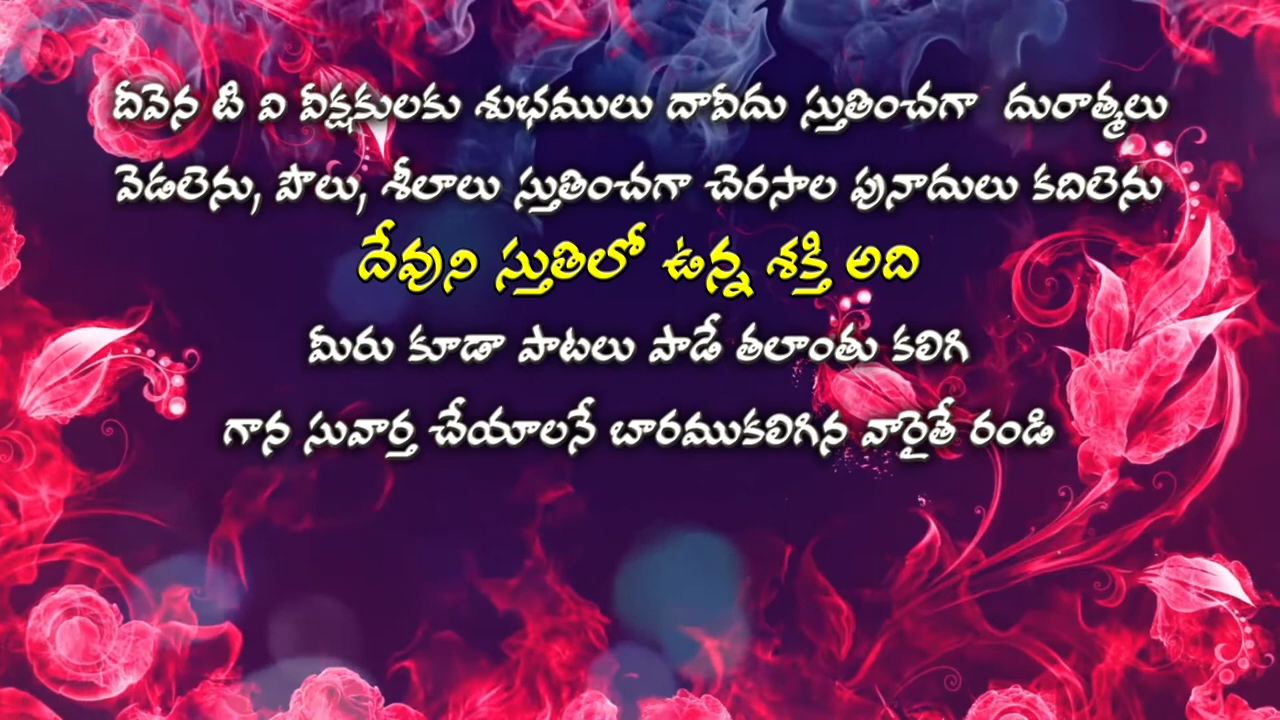 దీవెన టి వి వీక్షకులకు శుభములు దావీదు స్తుతించగా దురాత్మలు
వెడలెను, పౌలు, శీలాలు స్తుతించగా చెరసాల పునాదులు కదిలెను
దేవుని స్తుతిలో ఉన్న శక్తి అది
మీరు కూడా పాటలు పాడే తలాంతు కలిగి
గాన సువార్త చేయాలనే బారముకలిగిన వారైతే రండి